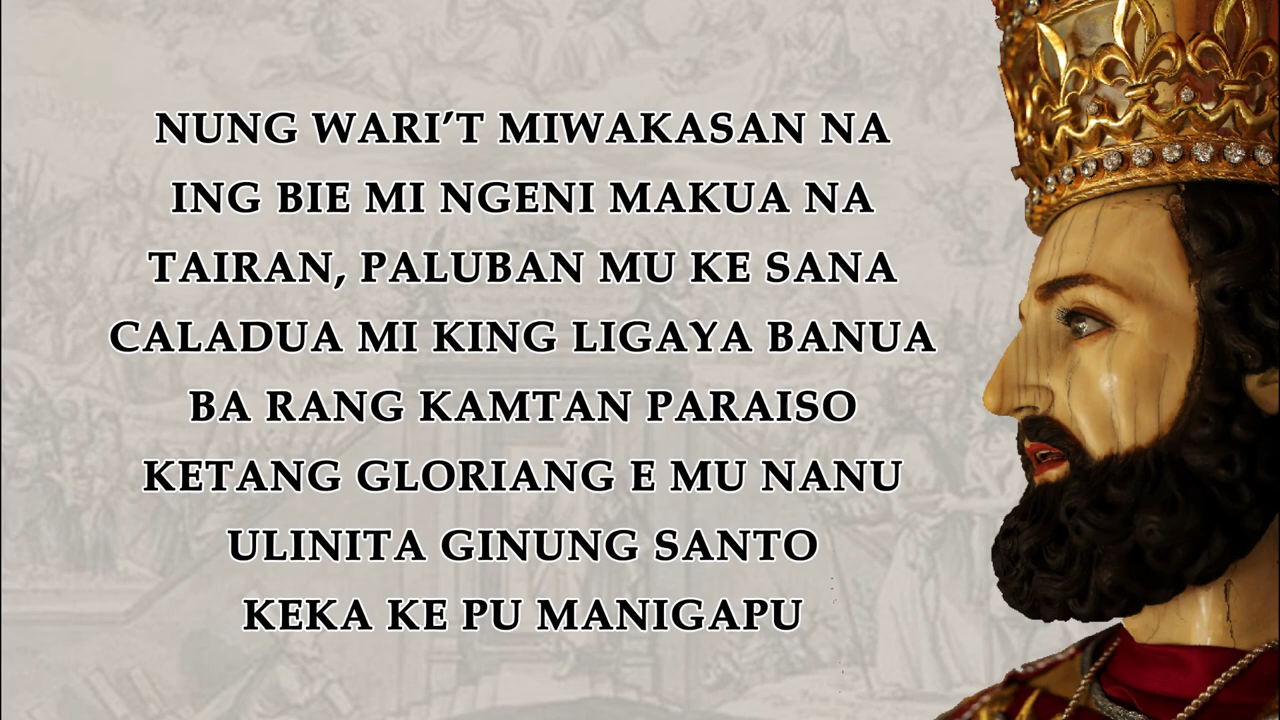 NUNG WARI’T MIWAKASAN NA
ING BIE MI NGENI MAKUA NA
TAIRAN, PALUBAN MU KE SANA
CALADUA MI KING LIGAYA BANUA
BA RANG KAMTAN PARAISO
KETANG GLORIANG E MU NANU
ULINITA GINUNG SANTO
KEKA KE PU MANIGAPU